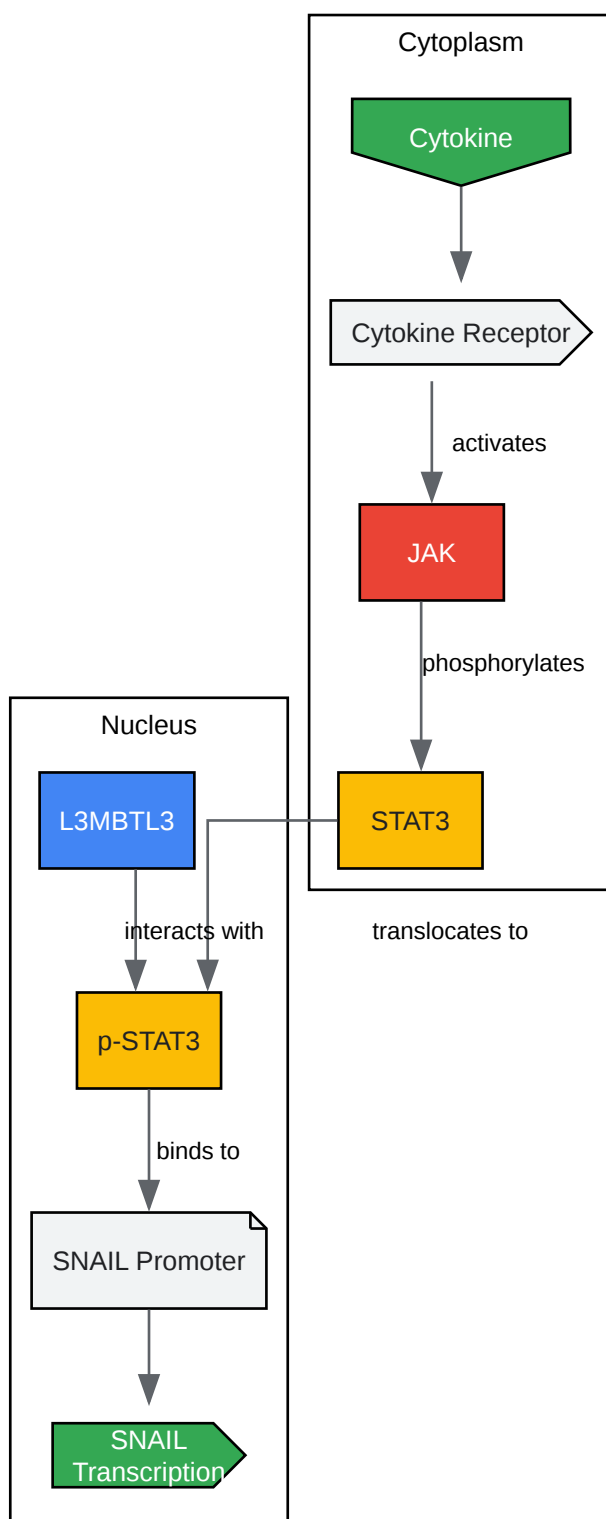 Cytoplasm
Cytokine
Cytokine Receptor
activates
JAK
phosphorylates
Nucleus
L3MBTL3
STAT3
interacts with
translocates to
p-STAT3
binds to
SNAIL Promoter
SNAIL
Transcription